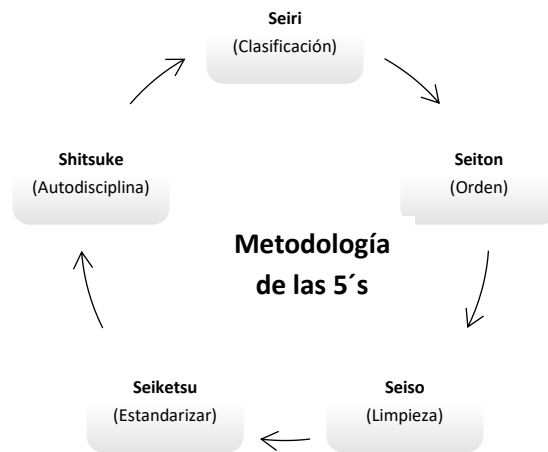 Seiri
(Clasificación)
Seiton
(Orden)
Seiso
(Limpieza)
Seiketsu
(Estandarizar)
Shitsuke
(Autodisciplina)
Metodología
de las 5´s